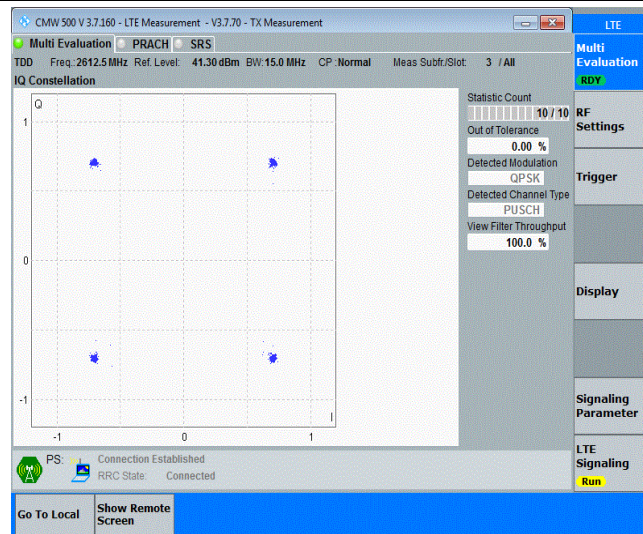 CMW 500 V 3.7.160 - LTE Measurement - V3.7.70 - TX Measurement
LTE
Multi Evaluation PRACH SRS
TDD Freq.:2612.5 MHz Ref. Level: 41.30 dBm BW:15.0 MHz CP :Normal Meas Subfr./Slot: 3 / All
IQ Constellation
Q
1
0
-1
I
-1 0 1
Statistic Count
10 / 10
Out of Tolerance
0.00 %
Detected Modulation
QPSK
Detected Channel Type
PUSCH
View Filter Throughput
100.0 %
Multi
Evaluation
RDY
RF
Settings
Trigger
Display
Signaling
Parameter
LTE
Signaling
Run
PS: Connection Established
RRC State: Connected
Go To Local
Show Remote
Screen